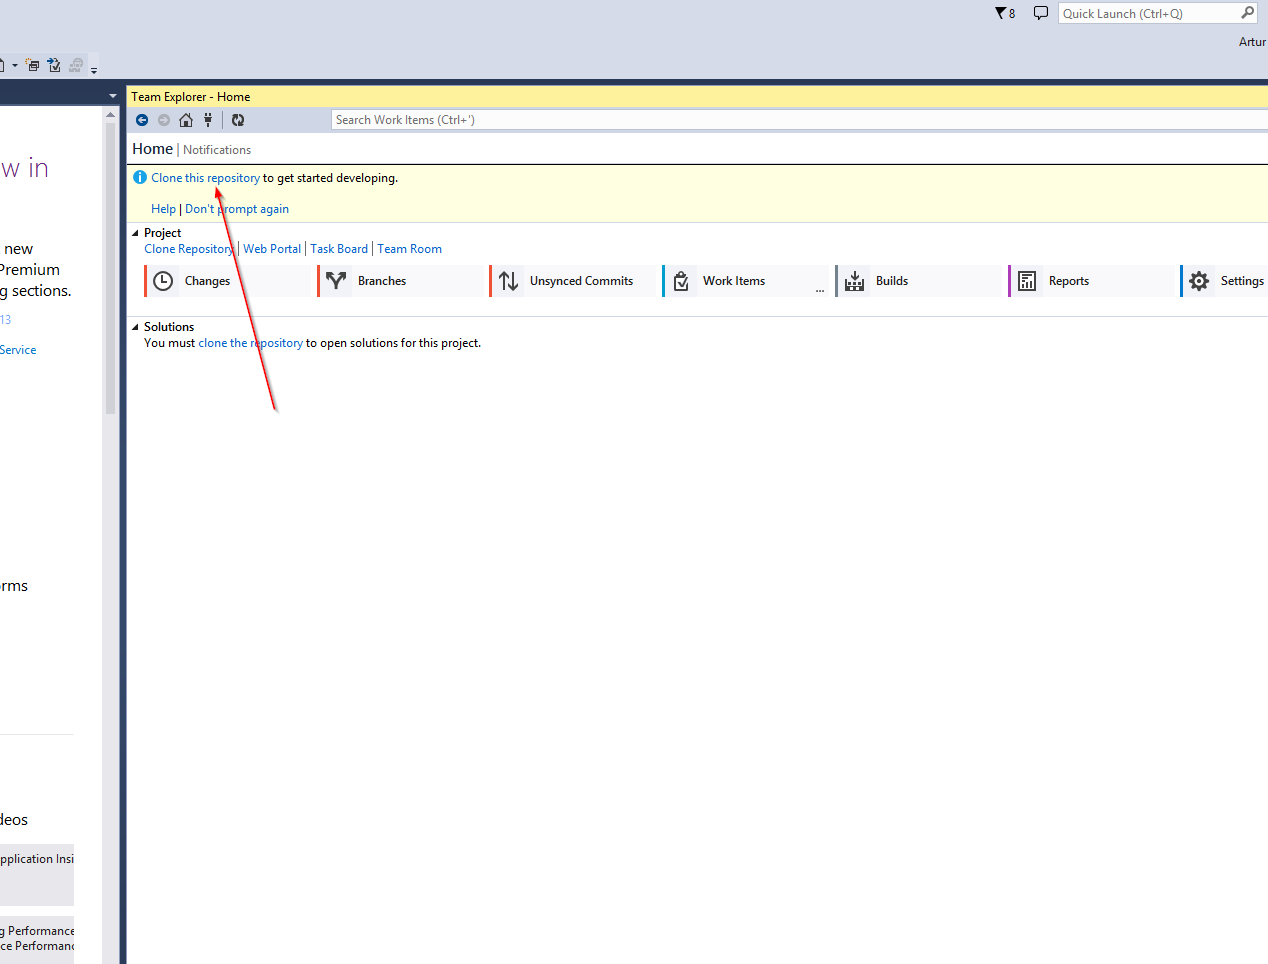 8
Quick Launch (Ctrl+Q)
Artur
Team Explorer - Home
Search Work Items (Ctrl+')
Home | Notifications
Clone this repository to get started developing.
Help | Don't prompt again
Project
Clone Repository | Web Portal | Task Board | Team Room
Changes
Branches
Unsynced Commits
Work Items
...
Builds
Reports
Settings
Solutions
You must clone the repository to open solutions for this project.
w in
new
Premium
g sections.
13
Service
orms
deos
pplication Insi
g Performance
ce Performanc